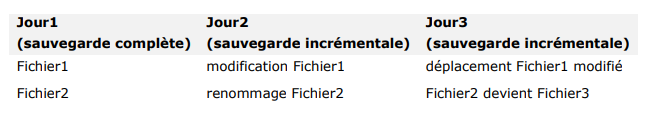 Jour1 Jour2 Jour3
(sauvegarde complète) (sauvegarde incrémentale) (sauvegarde incrémentale)
Fichier1 modification Fichier1 déplacement Fichier1 modifié
Fichier2 renommage Fichier2 Fichier2 devient Fichier3